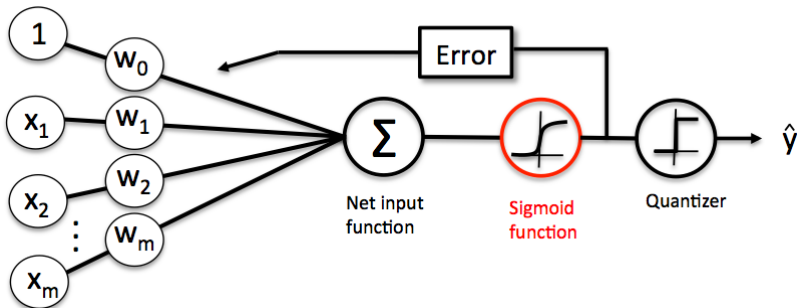 1
w₀
Error
x₁
w₁
Σ
ŷ
x₂
w₂
Net input
function
Sigmoid
function
Quantizer
⋮
wₘ
xₘ